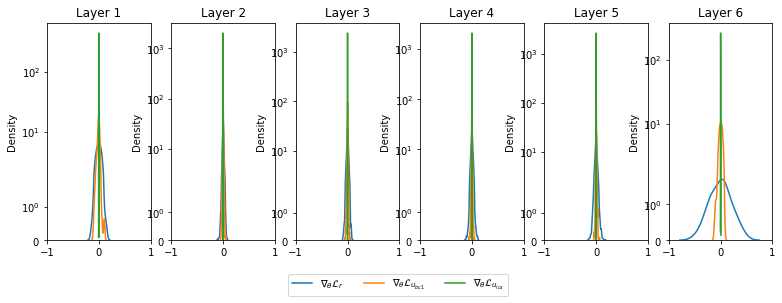 Layer 1 Layer 2 Layer 3 Layer 4 Layer 5 Layer 6
Density 10² 10¹ 10⁰ 0
Density 10³ 10² 10¹ 10⁰ 0
Density 10³ 10² 10¹ 10⁰ 0
Density 10³ 10² 10¹ 10⁰ 0
Density 10³ 10² 10¹ 10⁰ 0
Density 10² 10¹ 10⁰ 0
−1 0 1 −1 0 1 −1 0 1 −1 0 1 −1 0 1 −1 0 1
∇θℒr ∇θℒubc1 ∇θℒuics